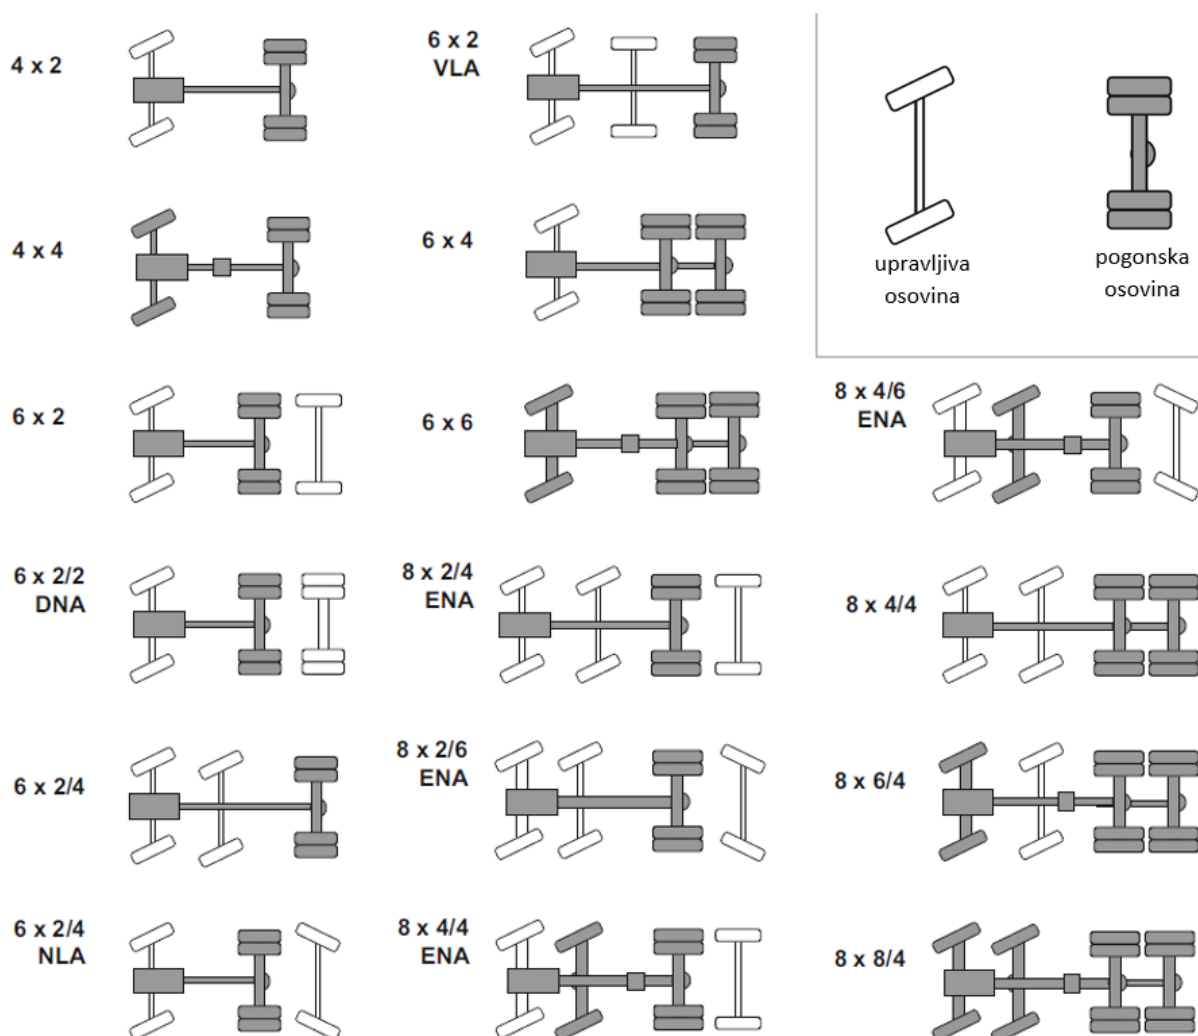 4 x 2
6 x 2
VLA
upravljiva
osovina
pogonska
osovina
4 x 4
6 x 4
6 x 2
6 x 6
8 x 4/6
ENA
6 x 2/2
DNA
8 x 2/4
ENA
8 x 4/4
6 x 2/4
8 x 2/6
ENA
8 x 6/4
6 x 2/4
NLA
8 x 4/4
ENA
8 x 8/4